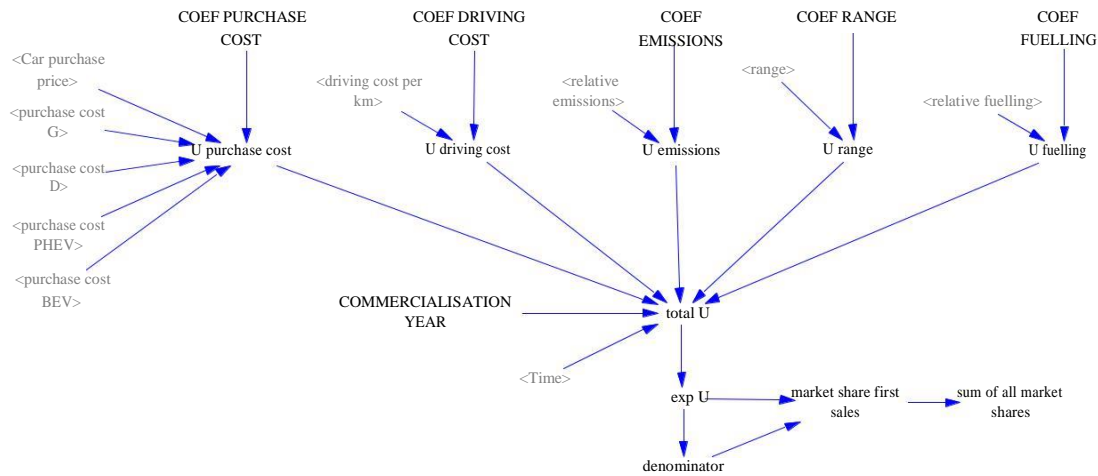 COEF PURCHASE
COST
COEF DRIVING
COST
COEF
EMISSIONS
COEF RANGE
COEF
FUELLING
<Car purchase
price>
<driving cost per
km>
<relative
emissions>
<range>
<relative fuelling>
<purchase cost
G>
U purchase cost
U driving cost
U emissions
U range
U fuelling
<purchase cost
D>
<purchase cost
PHEV>
<purchase cost
BEV>
COMMERCIALISATION
YEAR
total U
<Time>
exp U
market share first
sales
sum of all market
shares
denominator